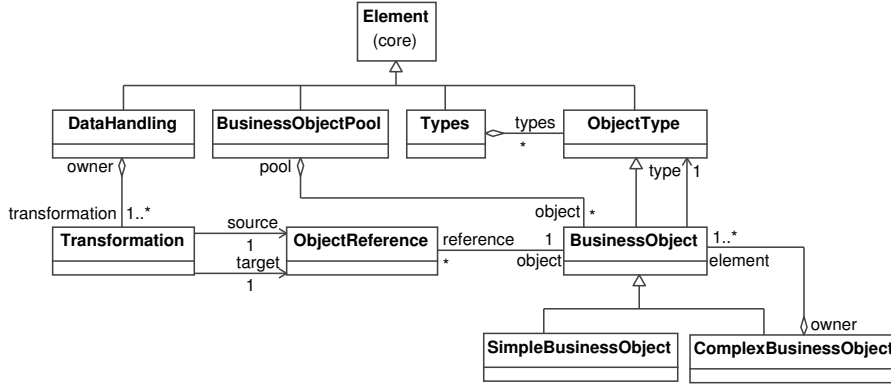 Element
(core)
DataHandling
BusinessObjectPool
Types
types
*
ObjectType
owner
pool
type
1
transformation
1..*
object
*
Transformation
source
1
target
1
ObjectReference
reference
*
1
object
BusinessObject
1..*
element
SimpleBusinessObject
owner
ComplexBusinessObject